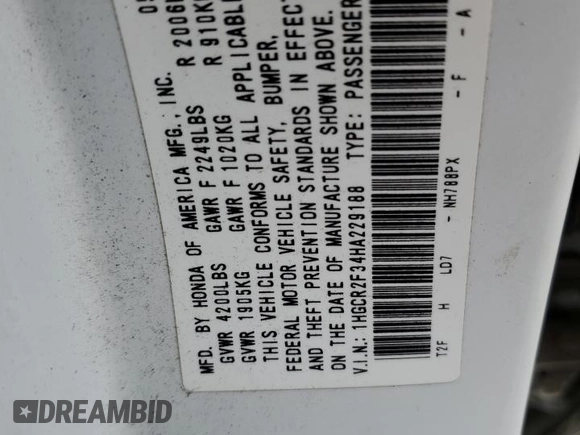 05
MFD. BY HONDA OF AMERICA MFG., INC.
GVWR 4200LBS GAWR F 2249LBS R 2006
GVWR 1905KG GAWR F 1020KG R 910KG
THIS VEHICLE CONFORMS TO ALL APPLICABLE
FEDERAL MOTOR VEHICLE SAFETY, BUMPER,
AND THEFT PREVENTION STANDARDS IN EFFECT
ON THE DATE OF MANUFACTURE SHOWN ABOVE.
V.I.N.: 1HGCR2F34HA229188 TYPE: PASSENGER
T2F H LD7 - NH788PX - F - A
DREAMBID